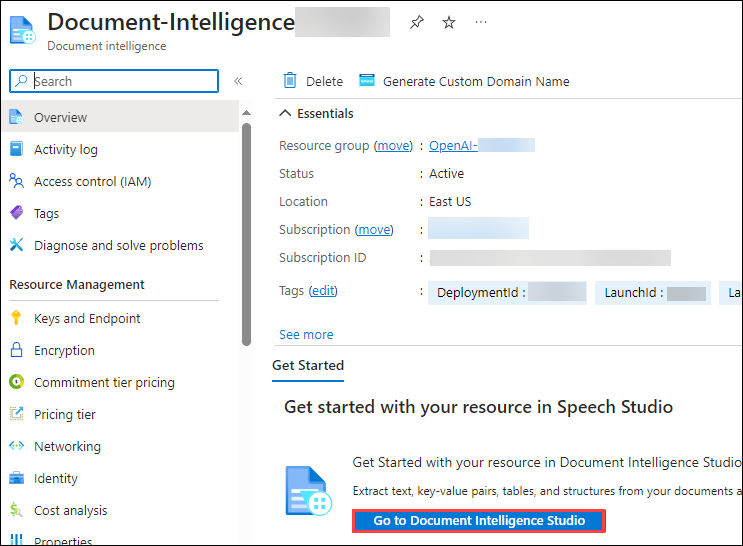 Document-Intelligence
Document intelligence
Search
Overview
Activity log
Access control (IAM)
Tags
Diagnose and solve problems
Resource Management
Keys and Endpoint
Encryption
Commitment tier pricing
Pricing tier
Networking
Identity
Cost analysis
Properties
Delete
Generate Custom Domain Name
Essentials
Resource group (move) : OpenAI-
Status : Active
Location : East US
Subscription (move) :
Subscription ID :
Tags (edit) : DeploymentId : LaunchId : La
See more
Get Started
Get started with your resource in Speech Studio
Get Started with your resource in Document Intelligence Studio
Extract text, key-value pairs, tables, and structures from your documents a
Go to Document Intelligence Studio